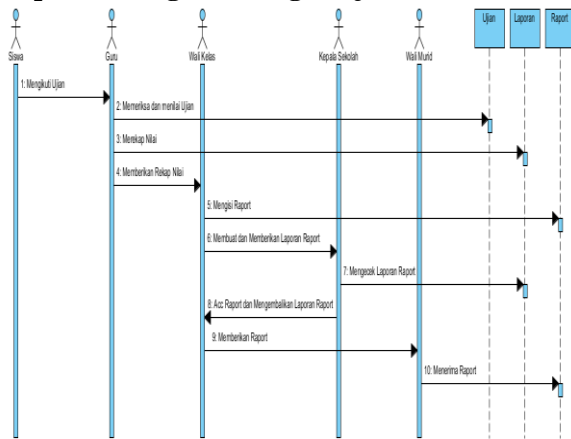 Ujian
Laporan
Raport
Siswa
Guru
Wali Kelas
Kepala Sekolah
Wali Murid
1: Mengikuti Ujian
2: Memeriksa dan menilai Ujian
3: Merekap Nilai
4: Memberikan Rekap Nilai
5: Mengisi Raport
6: Membuat dan Memberikan Laporan Raport
7: Mengecek Laporan Raport
8: Acc Raport dan Mengembalikan Laporan Raport
9: Memberikan Raport
10: Menerima Raport